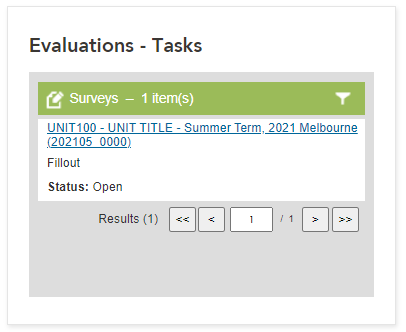 Evaluations - Tasks
Surveys – 1 item(s)
UNIT100 - UNIT TITLE - Summer Term, 2021 Melbourne
(202105_0000)
Fillout
Status: Open
Results (1) << < 1 / 1 > >>